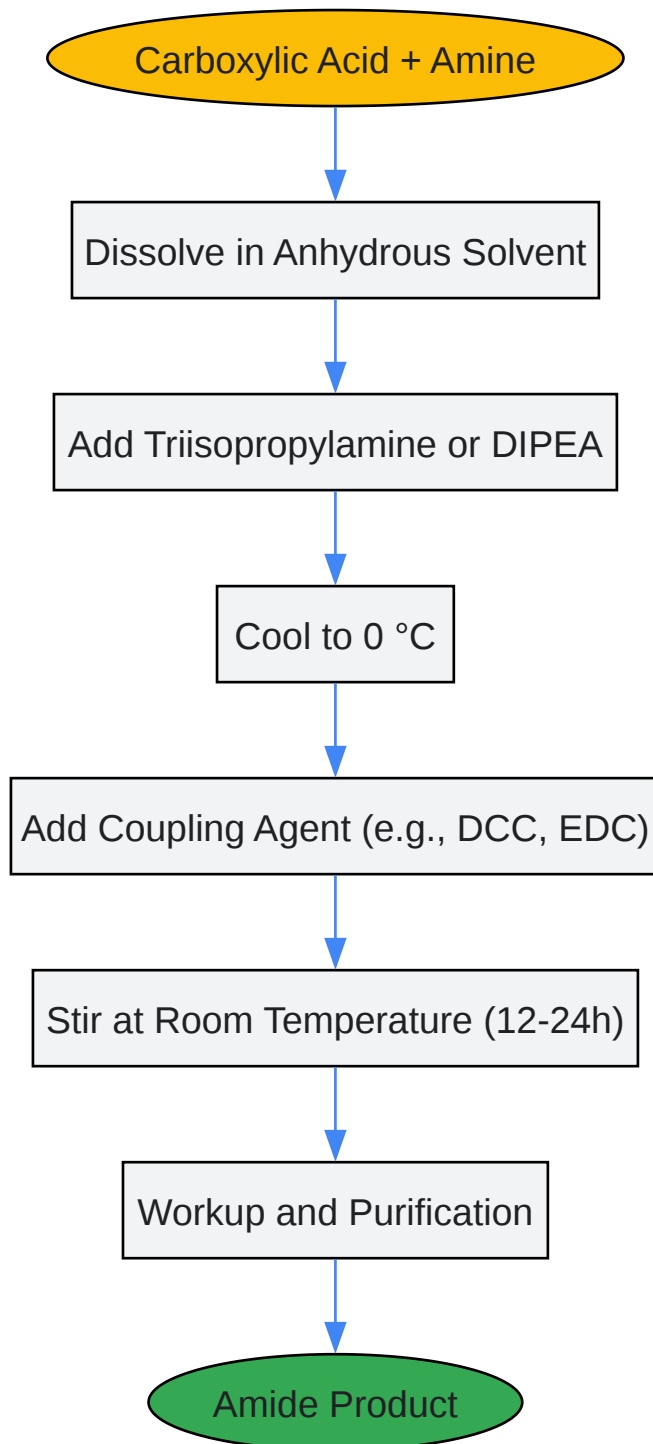 Carboxylic Acid + Amine
Dissolve in Anhydrous Solvent
Add Triisopropylamine or DIPEA
Cool to 0 °C
Add Coupling Agent (e.g., DCC, EDC)
Stir at Room Temperature (12-24h)
Workup and Purification
Amide Product